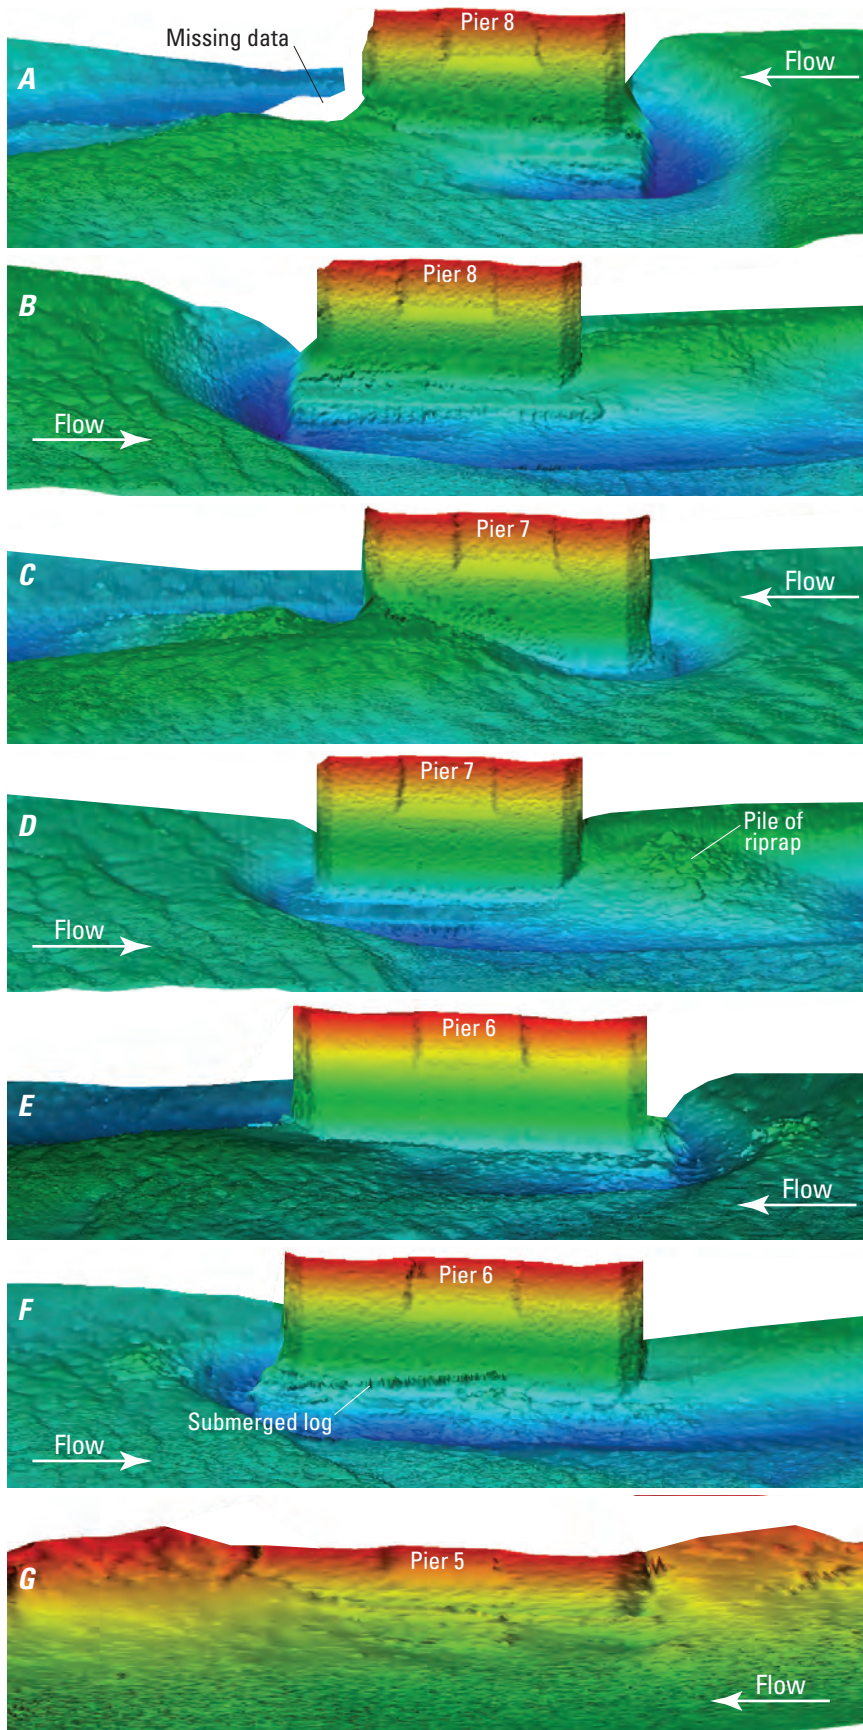 Pier 8
Missing data
A
Flow
Pier 8
B
Flow
Pier 7
C
Flow
Pier 7
D
Pile of
riprap
Flow
Pier 6
E
Flow
Pier 6
F
Submerged log
Flow
Pier 5
G
Flow